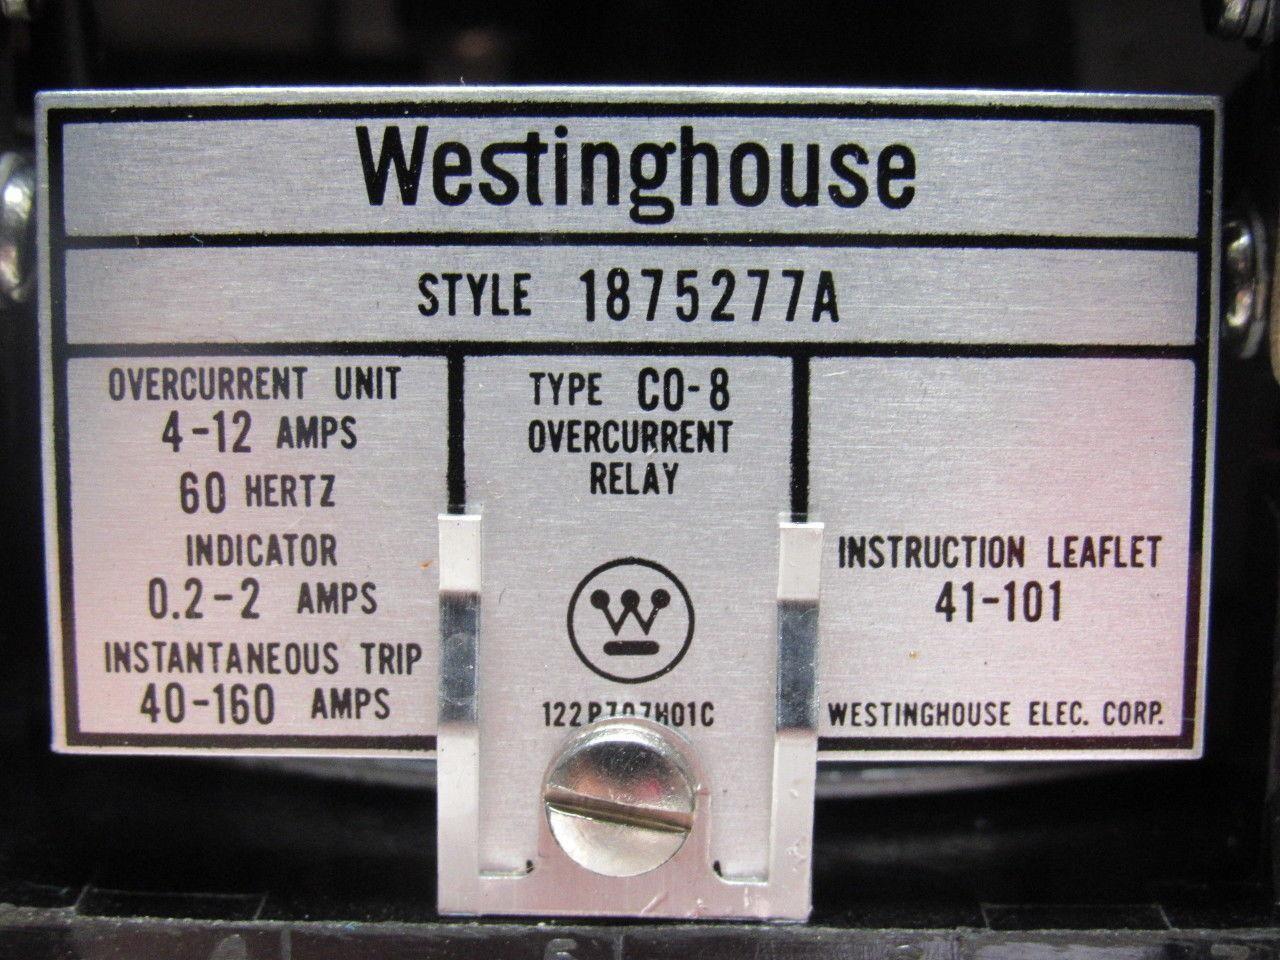 Westinghouse
STYLE 1875277A
OVERCURRENT UNIT
4-12 AMPS
60 HERTZ
INDICATOR
0.2-2 AMPS
INSTANTANEOUS TRIP
40-160 AMPS
TYPE CO-8
OVERCURRENT
RELAY
W
122P707H01C
INSTRUCTION LEAFLET
41-101
WESTINGHOUSE ELEC. CORP.